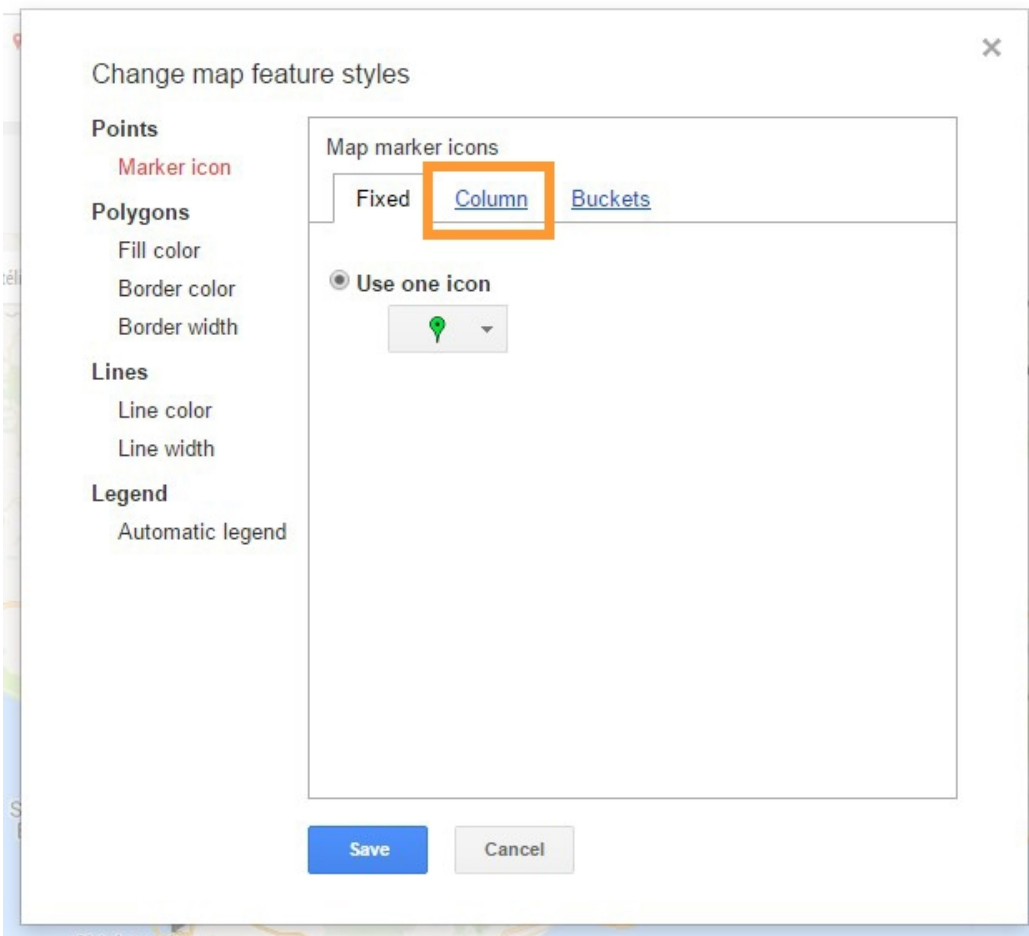 Change map feature styles
Points
Marker icon
Polygons
Fill color
Border color
Border width
Lines
Line color
Line width
Legend
Automatic legend
Map marker icons
Fixed Column Buckets
Use one icon
Save Cancel